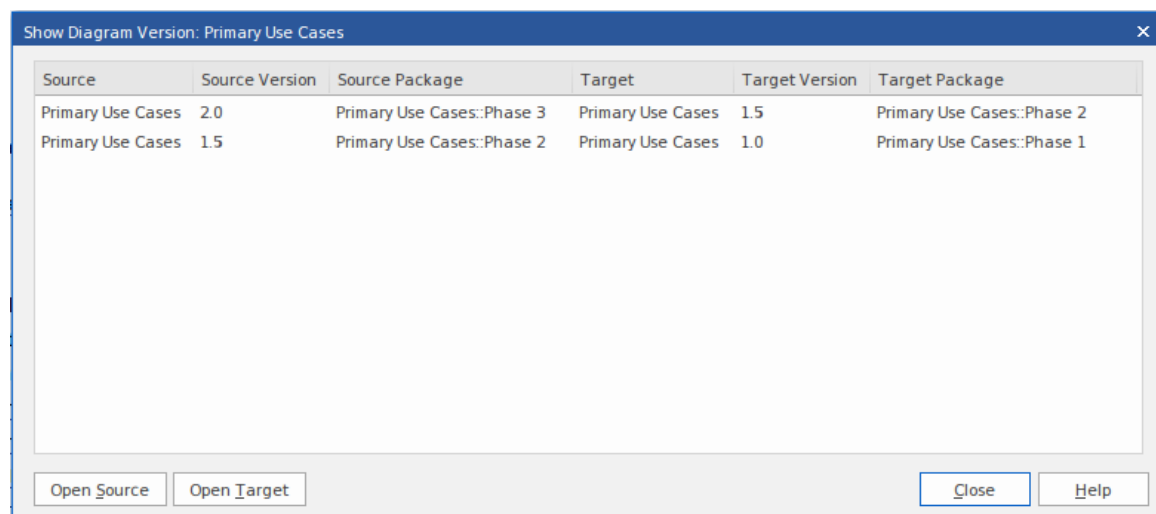 Show Diagram Version: Primary Use Cases
Source Source Version Source Package Target Target Version Target Package
Primary Use Cases 2.0 Primary Use Cases::Phase 3 Primary Use Cases 1.5 Primary Use Cases::Phase 2
Primary Use Cases 1.5 Primary Use Cases::Phase 2 Primary Use Cases 1.0 Primary Use Cases::Phase 1
Open Source Open Target Close Help